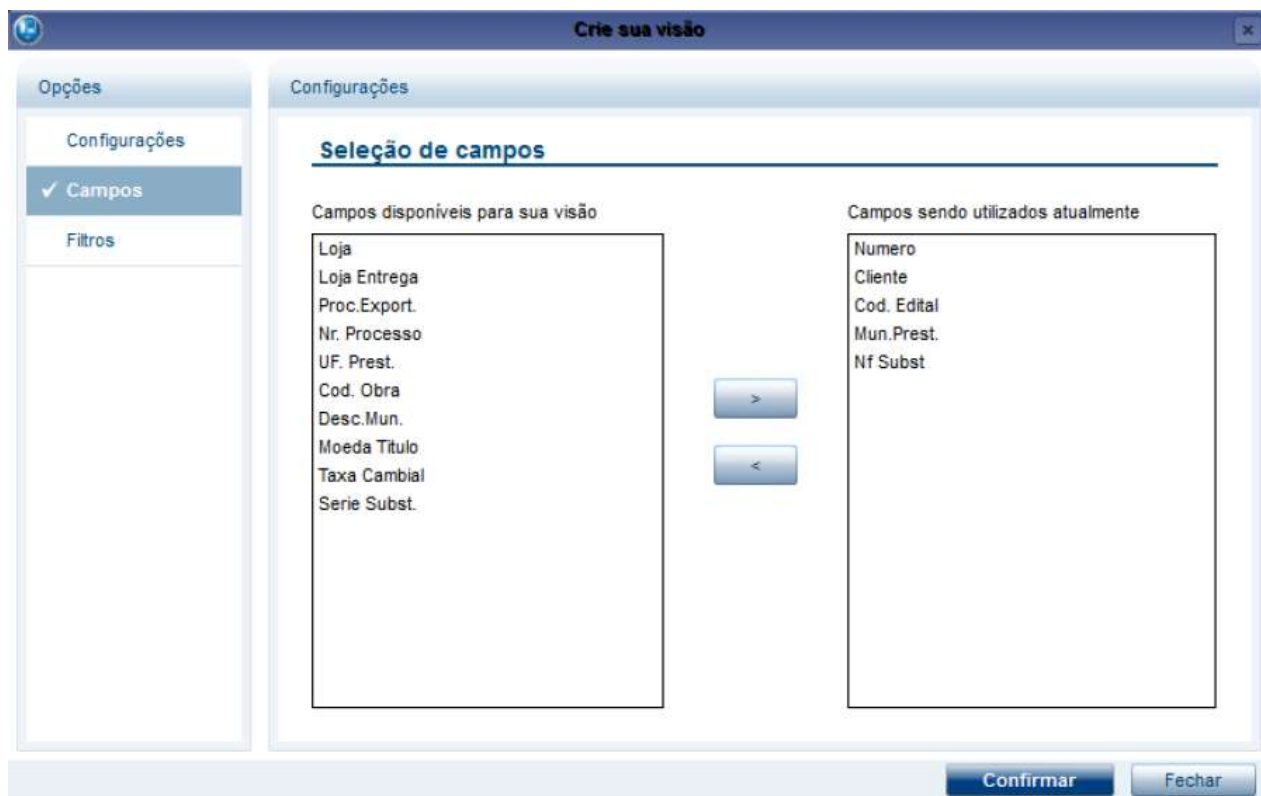 Crie sua visão
Opções
Configurações
Campos
Filtros
Configurações
Seleção de campos
Campos disponíveis para sua visão
Loja
Loja Entrega
Proc.Export.
Nr. Processo
UF. Prest.
Cod. Obra
Desc.Mun.
Moeda Titulo
Taxa Cambial
Serie Subst.
>
<
Campos sendo utilizados atualmente
Numero
Cliente
Cod. Edital
Mun.Prest.
Nf Subst
Confirmar
Fechar